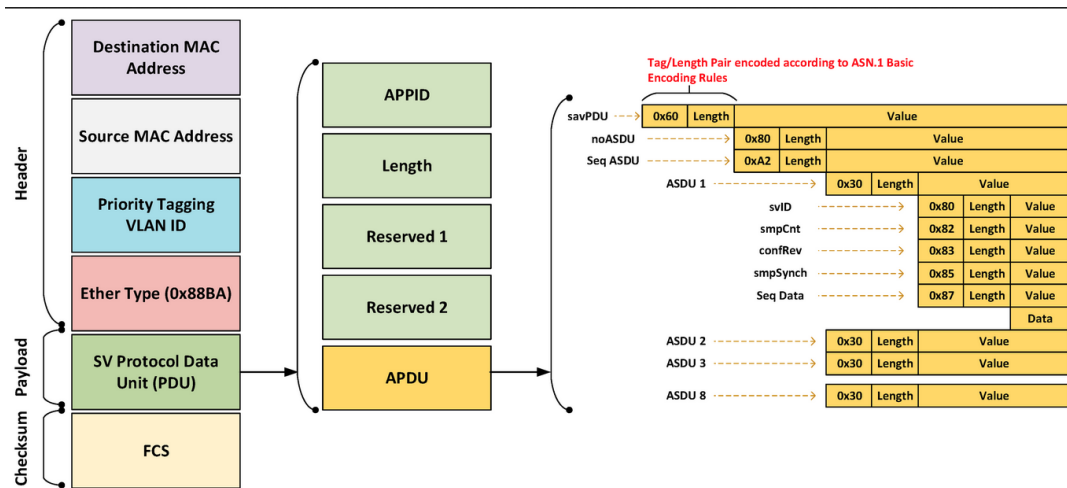 Header
Payload
Checksum
Destination MAC
Address
Source MAC Address
Priority Tagging
VLAN ID
Ether Type (0x88BA)
SV Protocol Data
Unit (PDU)
FCS
APPID
Length
Reserved 1
Reserved 2
APDU
Tag/Length Pair encoded according to ASN.1 Basic
Encoding Rules
savPDU 0x60 Length Value
noASDU 0x80 Length Value
Seq ASDU 0xA2 Length Value
ASDU 1 0x30 Length Value
svID 0x80 Length Value
smpCnt 0x82 Length Value
confRev 0x83 Length Value
smpSynch 0x85 Length Value
Seq Data 0x87 Length Value
Data
ASDU 2 0x30 Length Value
ASDU 3 0x30 Length Value
ASDU 8 0x30 Length Value